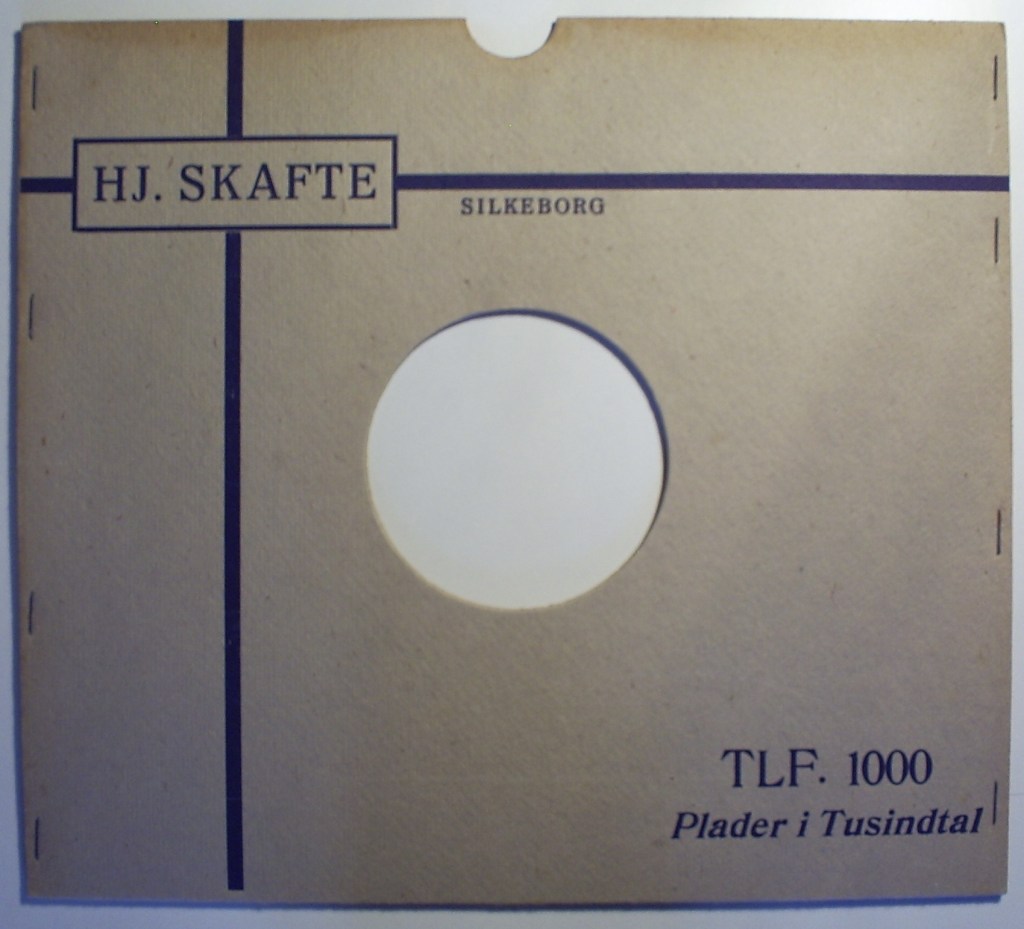 HJ. SKAFTE
SILKEBORG
TLF. 1000
Plader i Tusindtal